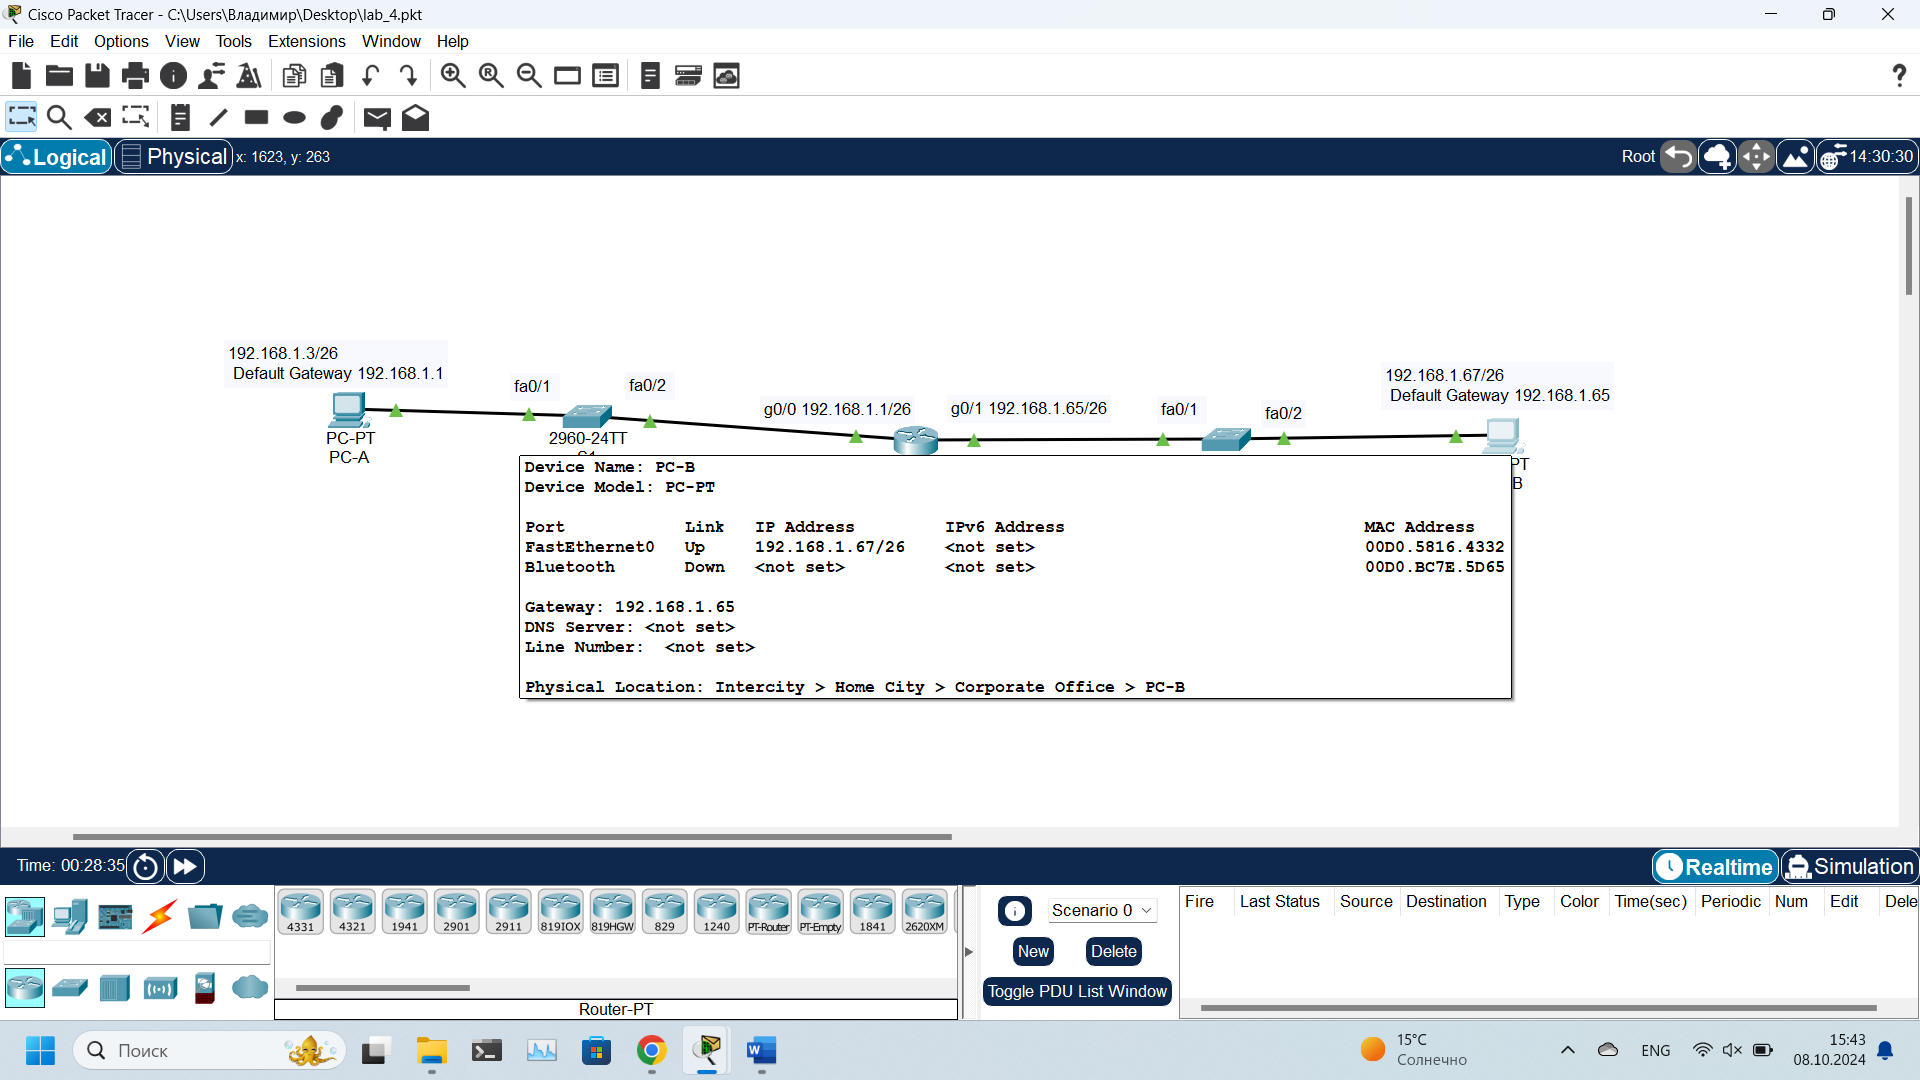 Cisco Packet Tracer - C:\Users\Владимир\Desktop\lab_4.pkt
File Edit Options View Tools Extensions Window Help
Logical Physical x: 1623, y: 263 Root 14:30:30
192.168.1.3/26
Default Gateway 192.168.1.1
fa0/1
fa0/2
g0/0 192.168.1.1/26
g0/1 192.168.1.65/26
fa0/1
fa0/2
192.168.1.67/26
Default Gateway 192.168.1.65
PC-PT
PC-A
2960-24TT
PT
B
Device Name: PC-B
Device Model: PC-PT
Port Link IP Address IPv6 Address MAC Address
FastEthernet0 Up 192.168.1.67/26 <not set> 00D0.5816.4332
Bluetooth Down <not set> <not set> 00D0.BC7E.5D65
Gateway: 192.168.1.65
DNS Server: <not set>
Line Number: <not set>
Physical Location: Intercity > Home City > Corporate Office > PC-B
Time: 00:28:35
Realtime Simulation
4331 4321 1941 2901 2911 819IOX 819HGW 829 1240 PT-Router PT-Empty 1841 2620XM
Router-PT
Scenario 0
New Delete
Toggle PDU List Window
Fire Last Status Source Destination Type Color Time(sec) Periodic Num Edit Dele
Поиск
15°C
Солнечно
ENG
15:43
08.10.2024